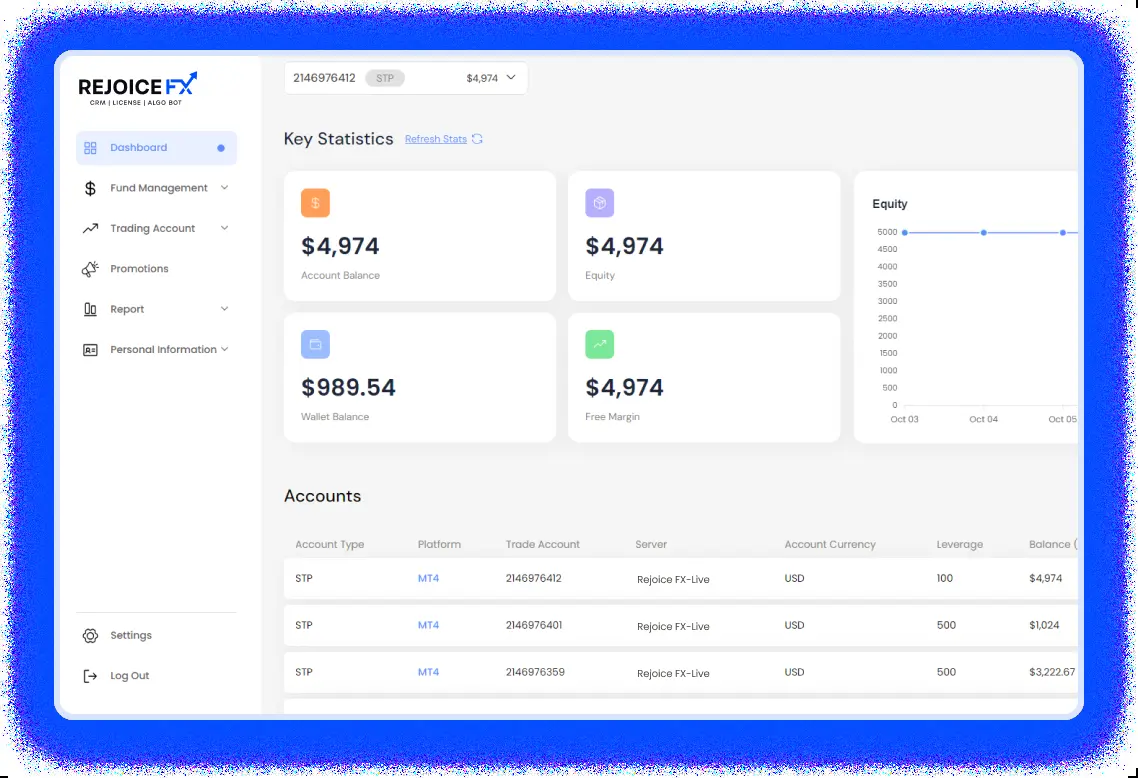 REJOICE FX
CRM | LICENSE | ALGO BOT
Dashboard
Fund Management
Trading Account
Promotions
Report
Personal Information
Settings
Log Out
2146976412 STP $4,974
Key Statistics Refresh Stats
$4,974
Account Balance
$4,974
Equity
$989.54
Wallet Balance
$4,974
Free Margin
Equity
5000
4500
4000
3500
3000
2500
2000
1500
1000
500
0
Oct 03 Oct 04 Oct 05
Accounts
Account Type Platform Trade Account Server Account Currency Leverage Balance (
STP MT4 2146976412 Rejoice FX-Live USD 100 $4,974
STP MT4 2146976401 Rejoice FX-Live USD 500 $1,024
STP MT4 2146976359 Rejoice FX-Live USD 500 $3,222.67